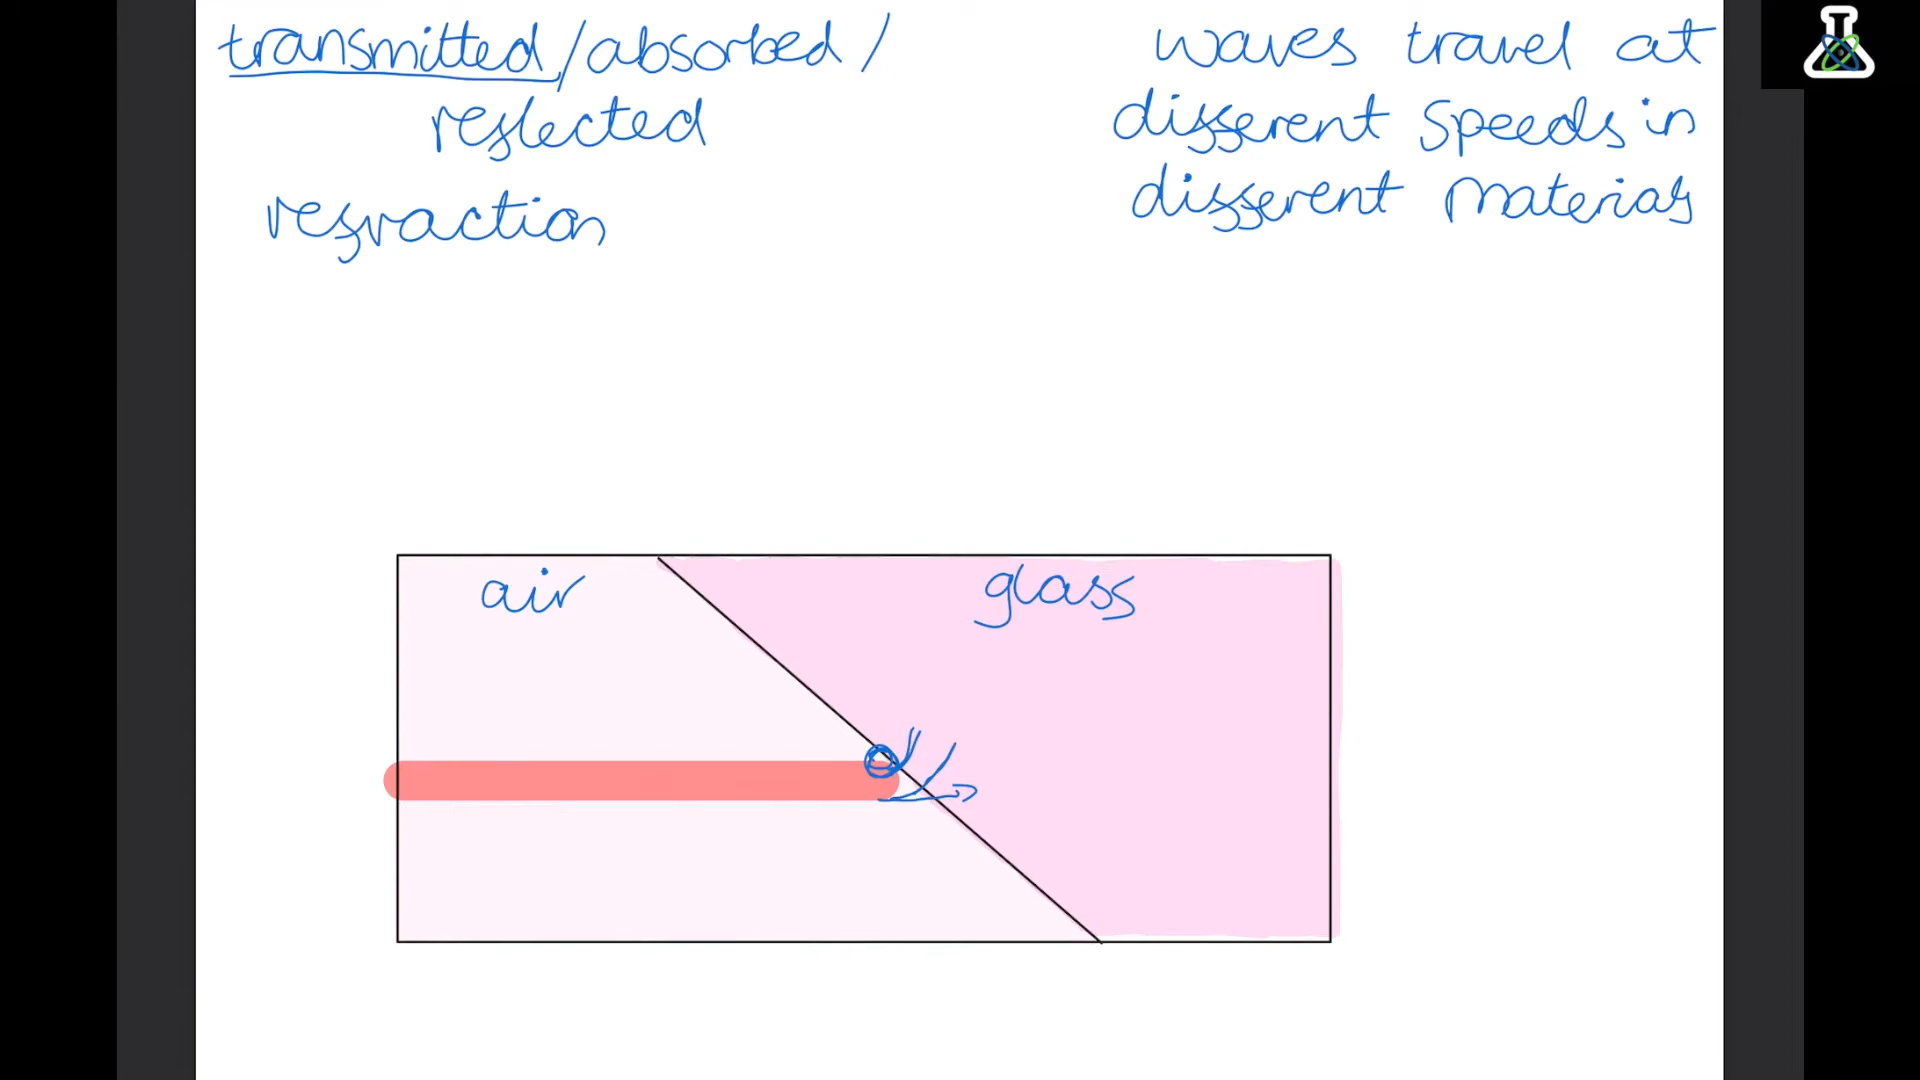 transmitted/absorbed/
reflected
refraction
waves travel at
different speeds in
different materials
air
glass